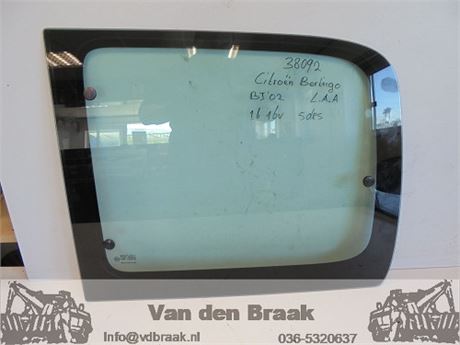 38092
Citroën Berlingo
BJ'02 L.A.A
1.6 16v 5drs
Van den Braak
Info@vdbraak.nl 036-5320637